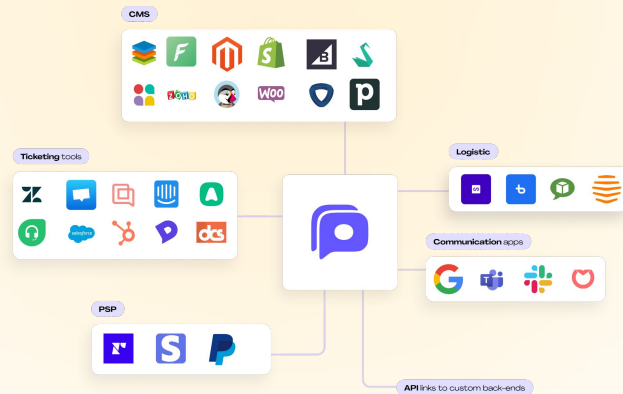 CMS
ZOHO
WOO
Ticketing tools
salesforce
dcs
Logistic
Communication apps
PSP
API links to custom back-ends